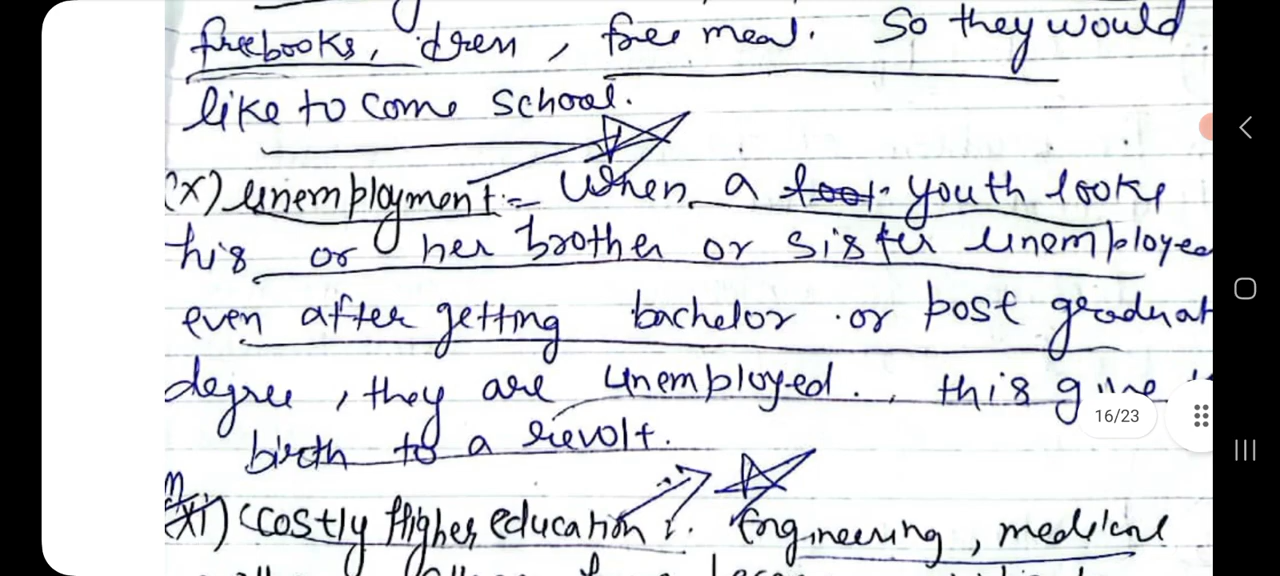 freebooks, dress, free meal. So they would
like to come school.
(X) Unemployment :- When a youth looks
his or her brother or sister unemployed
even after getting bachelor or post graduat
degree, they are unemployed. this give
birth to a revolt.
(XI) Costly Higher education :- Engineering, medical
16/23